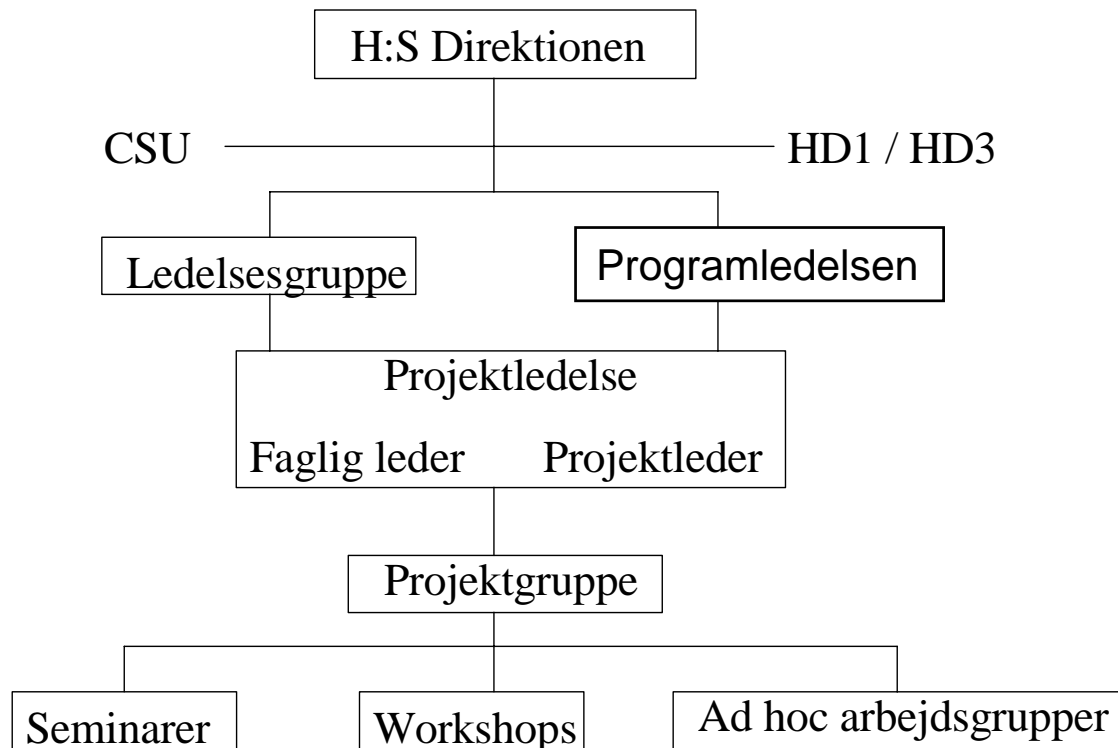 H:S Direktionen
CSU
HD1 / HD3
Ledelsesgruppe
Programledelsen
Projektledelse
Faglig leder
Projektleder
Projektgruppe
Seminarer
Workshops
Ad hoc arbejdsgrupper